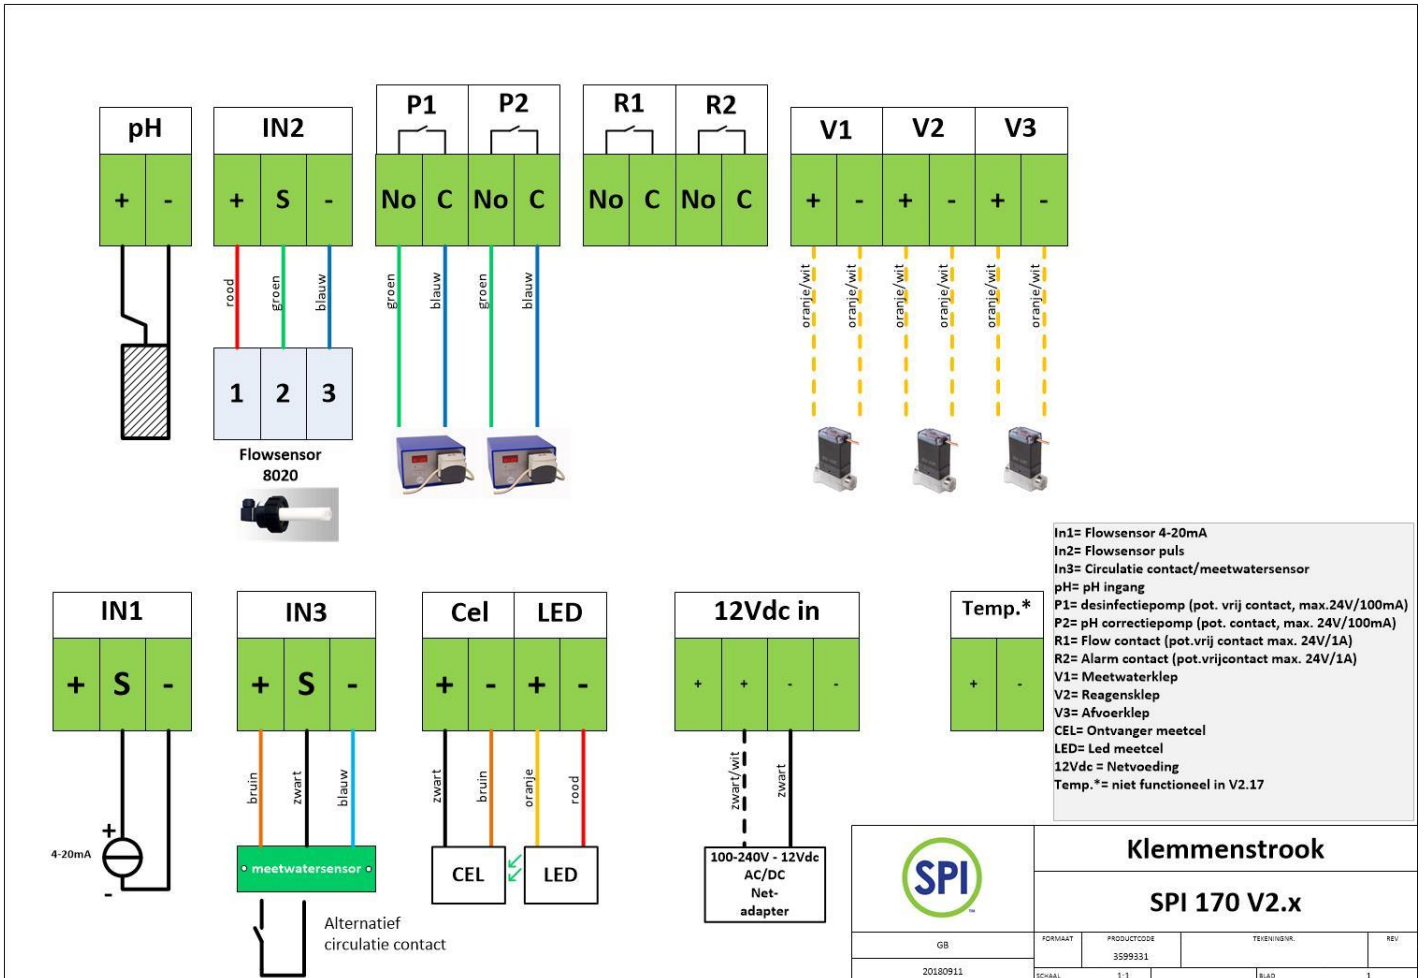 pH
IN2
P1
P2
R1
R2
V1
V2
V3
+ -
+ S -
No C No C
No C No C
+ - + - + -
rood
groen
blauw
groen
blauw
groen
blauw
oranje/wit
oranje/wit
oranje/wit
oranje/wit
oranje/wit
oranje/wit
1 2 3
Flowsensor
8020
In1= Flowsensor 4-20mA
In2= Flowsensor puls
In3= Circulatie contact/meetwatersensor
pH= pH ingang
P1= desinfectiepomp (pot. vrij contact, max.24V/100mA)
P2= pH correctiepomp (pot. contact, max. 24V/100mA)
R1= Flow contact (pot.vrij contact max. 24V/1A)
R2= Alarm contact (pot.vrijcontact max. 24V/1A)
V1= Meetwaterklep
V2= Reagensklep
V3= Afvoerklep
CEL= Ontvanger meetcel
LED= Led meetcel
12Vdc = Netvoeding
Temp.*= niet functioneel in V2.17
IN1
IN3
Cel
LED
12Vdc in
Temp.*
+ S -
+ S -
+ - + -
+ + - -
+ -
bruin
zwart
blauw
zwart
bruin
oranje
rood
zwart/wit
zwart
+
4-20mA
-
meetwatersensor
CEL
LED
100-240V - 12Vdc
AC/DC
Net-
adapter
Alternatief
circulatie contact
SPI
Klemmenstrook
SPI 170 V2.x
GB
20180911
FORMAAT
PRODUCTCODE
3599331
TEKENINGNR.
REV
SCHAAL
1:1
BLAD
1